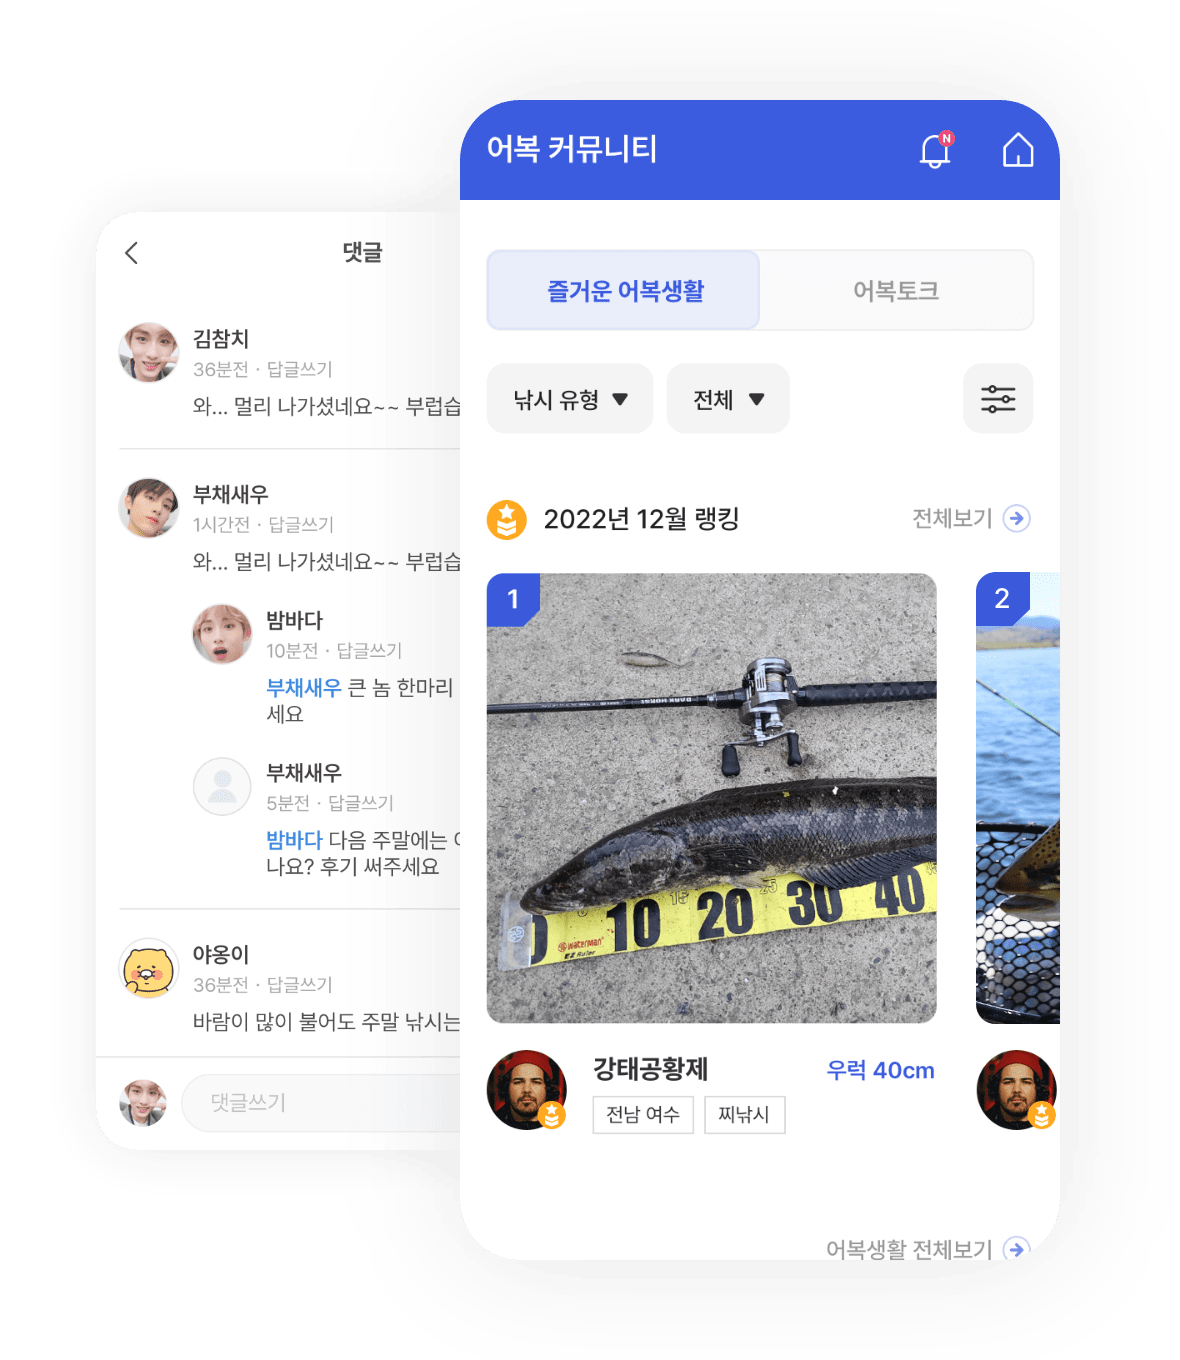 댓글
김참치
36분전 · 답글쓰기
와... 멀리 나가셨네요~~ 부럽습
부채새우
1시간전 · 답글쓰기
와... 멀리 나가셨네요~~ 부럽습
밤바다
10분전 · 답글쓰기
부채새우 큰 놈 한마리
세요
부채새우
5분전 · 답글쓰기
밤바다 다음 주말에는
나요? 후기 써주세요
야옹이
36분전 · 답글쓰기
바람이 많이 불어도 주말 낚시는
댓글쓰기
어복 커뮤니티
N
즐거운 어복생활
어복토크
낚시 유형 ▼
전체 ▼
2022년 12월 랭킹
전체보기
1
2
DARK HORSE
0 10 15 20 25 30 40
Waterman
EZ Ruler
강태공황제
우럭 40cm
전남 여수
찌낚시
어복생활 전체보기